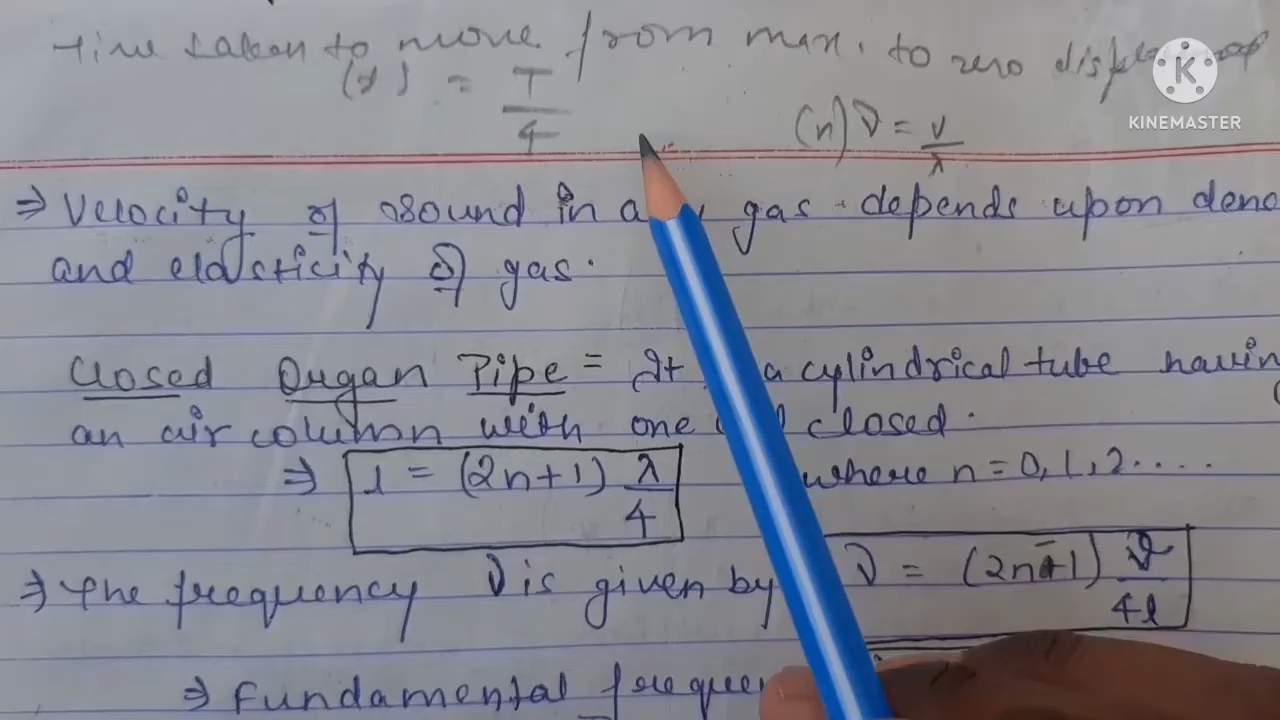 time taken to move from max. to zero
(t) = T/4
(n) ν = v/λ
KINEMASTER
⇒ Velocity of sound in a gas depends upon
and elasticity of gas.
Closed Organ Pipe = It a cylindrical tube
an air column with one closed.
⇒ l = (2n+1) λ/4 where n = 0, 1, 2....
⇒ The frequency ν is given by ν = (2n+1) v/4l
⇒ Fundamental